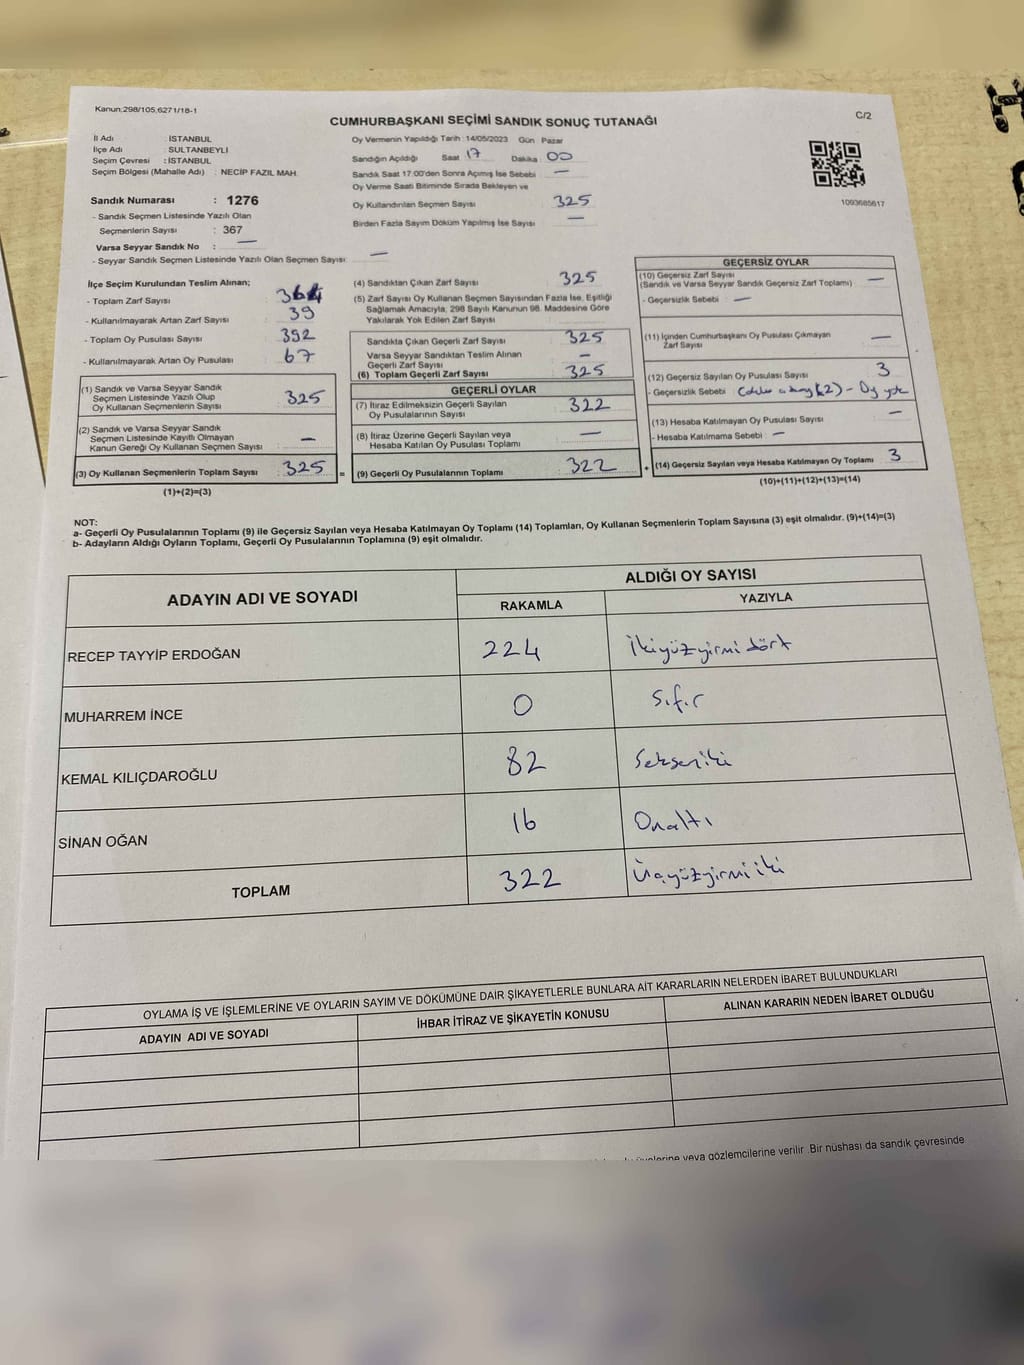 Kanun:298/105,6271/18-1
CUMHURBAŞKANI SEÇİMİ SANDIK SONUÇ TUTANAĞI
C/2
İl Adı : İSTANBUL
İlçe Adı : SULTANBEYLİ
Seçim Çevresi : İSTANBUL
Seçim Bölgesi (Mahalle Adı) : NECİP FAZIL MAH.
Sandık Numarası : 1276
- Sandık Seçmen Listesinde Yazılı Olan
Seçmenlerin Sayısı : 367
Varsa Seyyar Sandık No : —
- Seyyar Sandık Seçmen Listesinde Yazılı Olan Seçmen Sayısı: —
Oy Vermenin Yapıldığı Tarih :14/05/2023 Gün Pazar
Sandığın Açıldığı Saat 17 Dakika 00
Sandık Saat 17:00'den Sonra Açımış İse Sebebi —
Oy Verme Saati Bitiminde Sırada Bekleyen ve
Oy Kullandırılan Seçmen Sayısı 325
Birden Fazla Sayım Döküm Yapılmış İse Sayısı —
1093685617
İlçe Seçim Kurulundan Teslim Alınan;
- Toplam Zarf Sayısı 364
- Kullanılmayarak Artan Zarf Sayısı : 39
- Toplam Oy Pusulası Sayısı : 392
- Kullanılmayarak Artan Oy Pusulası : 67
(1) Sandık ve Varsa Seyyar Sandık
Seçmen Listesinde Yazılı Olup
Oy Kullanan Seçmenlerin Sayısı : 325
(2) Sandık ve Varsa Seyyar Sandık
Seçmen Listesinde Kayıtlı Olmayan
Kanun Gereği Oy Kullanan Seçmen Sayısı : —
(3) Oy Kullanan Seçmenlerin Toplam Sayısı : 325 =
(1)+(2)=(3)
(4) Sandıktan Çıkan Zarf Sayısı : 325
(5) Zarf Sayısı Oy Kullanan Seçmen Sayısından Fazla İse, Eşitliği
Sağlamak Amacıyla, 298 Sayılı Kanunun 98. Maddesine Göre
Yakılarak Yok Edilen Zarf Sayısı
Sandıkta Çıkan Geçerli Zarf Sayısı : 325
Varsa Seyyar Sandıktan Teslim Alınan
Geçerli Zarf Sayısı : —
(6) Toplam Geçerli Zarf Sayısı : 325
GEÇERLİ OYLAR
(7) İtiraz Edilmeksizin Geçerli Sayılan
Oy Pusulalarının Sayısı : 322
(8) İtiraz Üzerine Geçerli Sayılan veya
Hesaba Katılan Oy Pusulası Toplamı : —
(9) Geçerli Oy Pusulalarının Toplamı : 322 +
GEÇERSİZ OYLAR
(10) Geçersiz Zarf Sayısı
(Sandık ve Varsa Seyyar Sandık Geçersiz Zarf Toplamı) : —
- Geçersizlik Sebebi : —
(11) İçinden Cumhurbaşkanı Oy Pusulası Çıkmayan
Zarf Sayısı : —
(12) Geçersiz Sayılan Oy Pusulası Sayısı : 3
- Geçersizlik Sebebi (2) - Oy yok
(13) Hesaba Katılmayan Oy Pusulası Sayısı : —
- Hesaba Katılmama Sebebi —
(14) Geçersiz Sayılan veya Hesaba Katılmayan Oy Toplamı : 3
(10)+(11)+(12)+(13)=(14)
NOT:
a- Geçerli Oy Pusulalarının Toplamı (9) ile Geçersiz Sayılan veya Hesaba Katılmayan Oy Toplamı (14) Toplamları, Oy Kullanan Seçmenlerin Toplam Sayısına (3) eşit olmalıdır. (9)+(14)=(3)
b- Adayların Aldığı Oyların Toplamı, Geçerli Oy Pusulalarının Toplamına (9) eşit olmalıdır.
ADAYIN ADI VE SOYADI
ALDIĞI OY SAYISI
RAKAMLA
YAZIYLA
RECEP TAYYİP ERDOĞAN 224 İkiyüzyirmidört
MUHARREM İNCE 0 Sıfır
KEMAL KILIÇDAROĞLU 82 Sekseniki
SİNAN OĞAN 16 Onaltı
TOPLAM 322 Üçyüzyirmiiki
OYLAMA İŞ VE İŞLEMLERİNE VE OYLARIN SAYIM VE DÖKÜMÜNE DAİR ŞİKAYETLERLE BUNLARA AİT KARARLARIN NELERDEN İBARET BULUNDUKLARI
ADAYIN ADI VE SOYADI
İHBAR İTİRAZ VE ŞİKAYETİN KONUSU
ALINAN KARARIN NEDEN İBARET OLDUĞU
veya gözlemcilerine verilir .Bir nüshası da sandık çevresinde